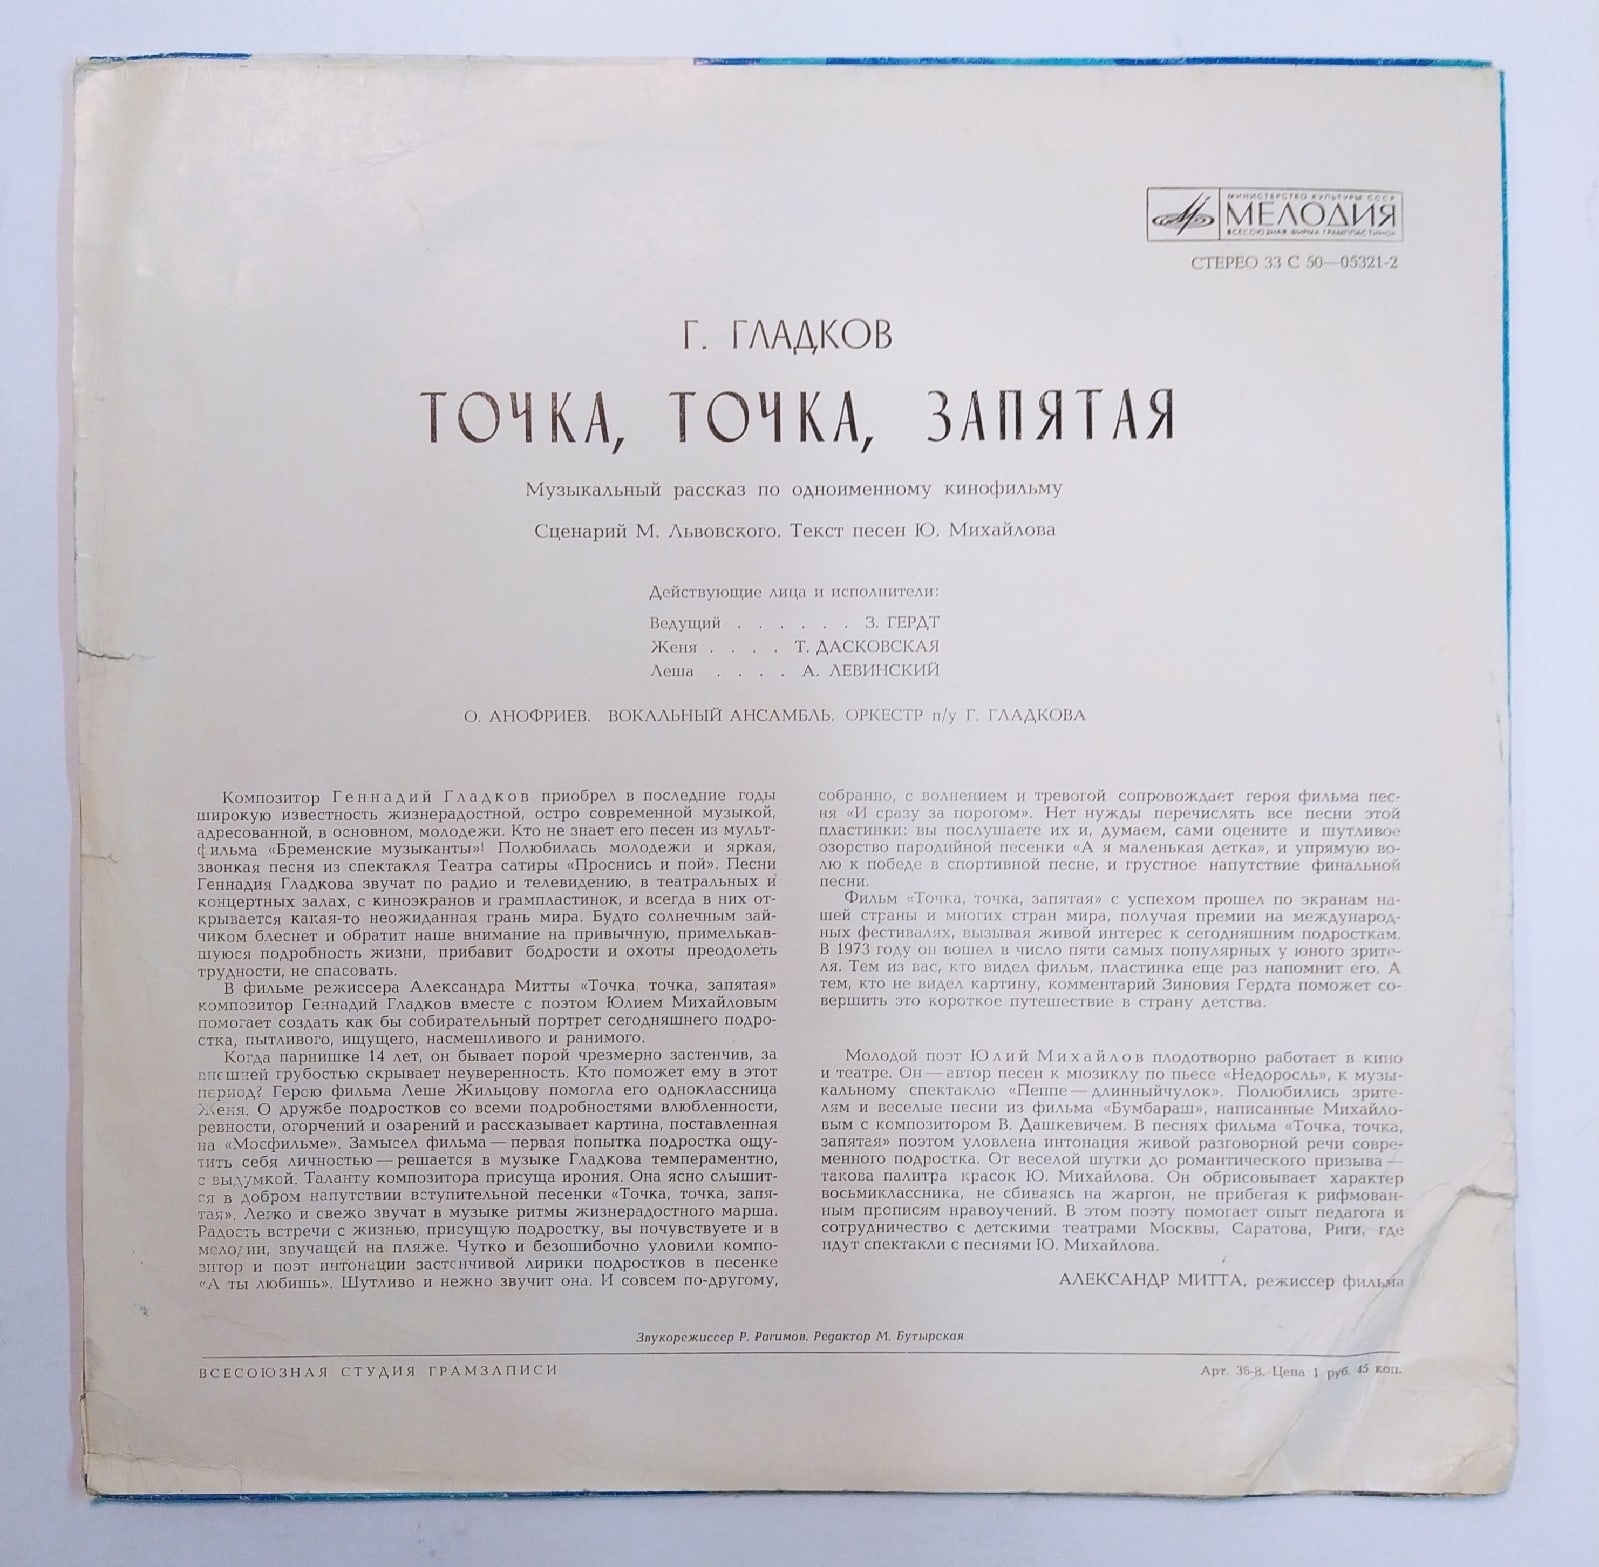 МИНИСТЕРСТВО КУЛЬТУРЫ СССР
МЕЛОДИЯ
ВСЕСОЮЗНАЯ ФИРМА ГРАМПЛАСТИНОК
СТЕРЕО 33 С 50—05321-2
Г. ГЛАДКОВ
ТОЧКА, ТОЧКА, ЗАПЯТАЯ
Музыкальный рассказ по одноименному кинофильму
Сценарий М. Львовского. Текст песен Ю. Михайлова
Действующие лица и исполнители:
Ведущий . . . . . . З. ГЕРДТ
Женя . . . . Т. ДАСКОВСКАЯ
Леша . . . . А. ЛЕВИНСКИЙ
О. АНОФРИЕВ. ВОКАЛЬНЫЙ АНСАМБЛЬ. ОРКЕСТР п/у Г. ГЛАДКОВА
Композитор Геннадий Гладков приобрел в последние годы
широкую известность жизнерадостной, остро современной музыкой,
адресованной, в основном, молодежи. Кто не знает его песен из мульт-
фильма «Бременские музыканты»! Полюбилась молодежи и яркая,
звонкая песня из спектакля Театра сатиры «Проснись и пой». Песни
Геннадия Гладкова звучат по радио и телевидению, в театральных и
концертных залах, с киноэкранов и грампластинок, и всегда в них от-
крывается какая-то неожиданная грань мира. Будто солнечным зай-
чиком блеснет и обратит наше внимание на привычную, примелькав-
шуюся подробность жизни, прибавит бодрости и охоты преодолеть
трудности, не спасовать.
В фильме режиссера Александра Митты «Точка, точка, запятая»
композитор Геннадий Гладков вместе с поэтом Юлием Михайловым
помогает создать как бы собирательный портрет сегодняшнего подро-
стка, пытливого, ищущего, насмешливого и ранимого.
Когда парнишке 14 лет, он бывает порой чрезмерно застенчив, за
внешней грубостью скрывает неуверенность. Кто поможет ему в этот
период? Герою фильма Леше Жильцову помогла его одноклассница
Женя. О дружбе подростков со всеми подробностями влюбленности,
ревности, огорчений и озарений и рассказывает картина, поставленная
на «Мосфильме». Замысел фильма — первая попытка подростка ощу-
тить себя личностью — решается в музыке Гладкова темпераментно,
с выдумкой. Таланту композитора присуща ирония. Она ясно слышит-
ся в добром напутствии вступительной песенки «Точка, точка, запя-
тая». Легко и свежо звучат в музыке ритмы жизнерадостного марша.
Радость встречи с жизнью, присущую подростку, вы почувствуете и в
мелодии, звучащей на пляже. Чутко и безошибочно уловили компо-
зитор и поэт интонации застенчивой лирики подростков в песенке
«А ты любишь». Шутливо и нежно звучит она. И совсем по-другому,
собранно, с волнением и тревогой сопровождает героя фильма пес-
ня «И сразу за порогом». Нет нужды перечислять все песни этой
пластинки: вы послушаете их и, думаем, сами оцените и шутливое
озорство пародийной песенки «А я маленькая детка», и упрямую во-
лю к победе в спортивной песне, и грустное напутствие финальной
песни.
Фильм «Точка, точка, запятая» с успехом прошел по экранам на-
шей страны и многих стран мира, получая премии на международ-
ных фестивалях, вызывая живой интерес к сегодняшним подросткам.
В 1973 году он вошел в число пяти самых популярных у юного зрите-
ля. Тем из вас, кто видел фильм, пластинка еще раз напомнит его. А
тем, кто не видел картину, комментарий Зиновия Гердта поможет со-
вершить это короткое путешествие в страну детства.
Молодой поэт Юлий Михайлов плодотворно работает в кино
и театре. Он — автор песен к мюзиклу по пьесе «Недоросль», к музы-
кальному спектаклю «Пеппе — длинныйчулок». Полюбились зрите-
лям и веселые песни из фильма «Бумбараш», написанные Михайло-
вым с композитором В. Дашкевичем. В песнях фильма «Точка, точка,
запятая» поэтом уловлена интонация живой разговорной речи совре-
менного подростка. От веселой шутки до романтического призыва —
такова палитра красок Ю. Михайлова. Он обрисовывает характер
восьмиклассника, не сбиваясь на жаргон, не прибегая к рифмован-
ным прописям нравоучений. В этом поэту помогает опыт педагога и
сотрудничество с детскими театрами Москвы, Саратова, Риги, где
идут спектакли с песнями Ю. Михайлова.
АЛЕКСАНДР МИТТА, режиссер фильма
Звукорежиссер Р. Рагимов. Редактор М. Бутырская
ВСЕСОЮЗНАЯ СТУДИЯ ГРАМЗАПИСИ
Арт. 36-8. Цена 1 руб. 45 коп.